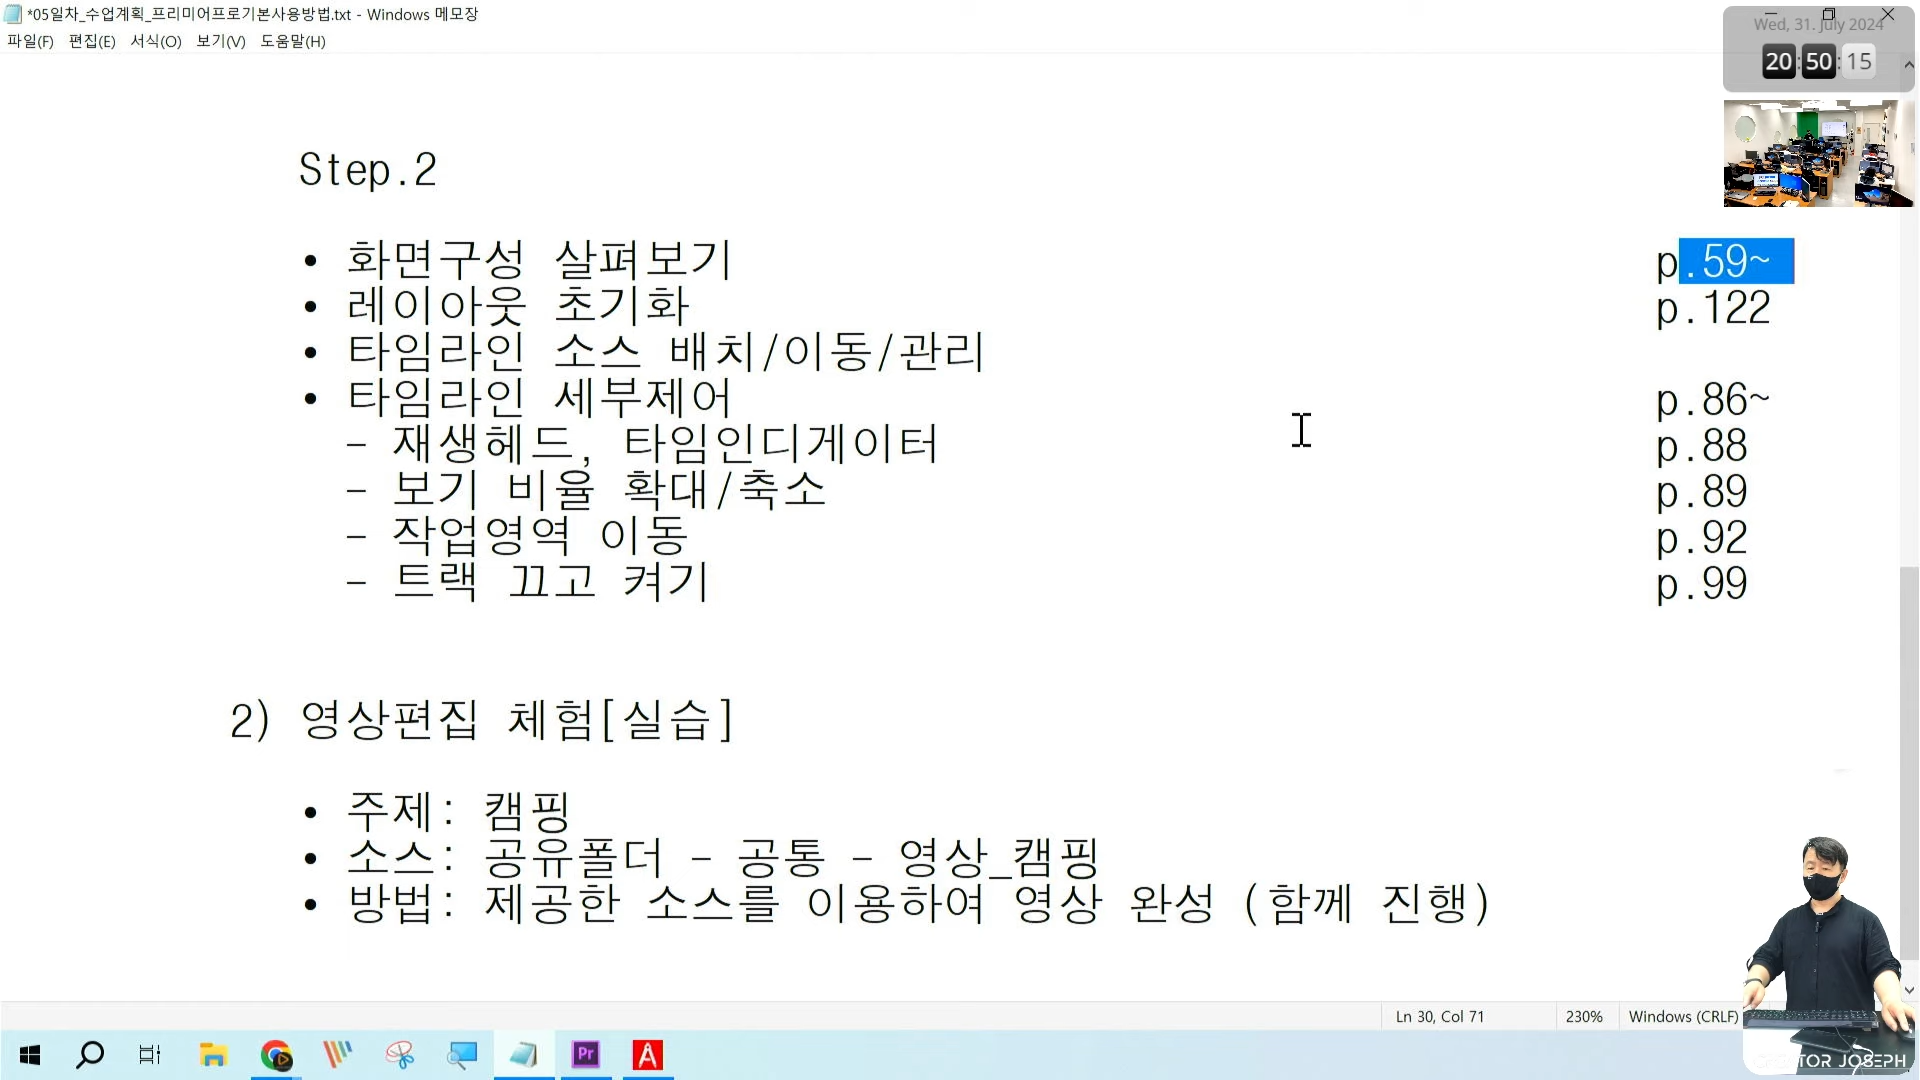 *05일차_수업계획_프리미어프로기본사용방법.txt - Windows 메모장
파일(F) 편집(E) 서식(O) 보기(V) 도움말(H)
Wed, 31. July 2024
20:50:15
Step.2
• 화면구성 살펴보기 p.59~
• 레이아웃 초기화 p.122
• 타임라인 소스 배치/이동/관리
• 타임라인 세부제어 p.86~
- 재생헤드, 타임인디게이터 p.88
- 보기 비율 확대/축소 p.89
- 작업영역 이동 p.92
- 트랙 끄고 켜기 p.99
2) 영상편집 체험[실습]
• 주제: 캠핑
• 소스: 공유폴더 - 공통 - 영상_캠핑
• 방법: 제공한 소스를 이용하여 영상 완성 (함께 진행)
Ln 30, Col 71 230% Windows (CRLF)
Pr
JOSEPH